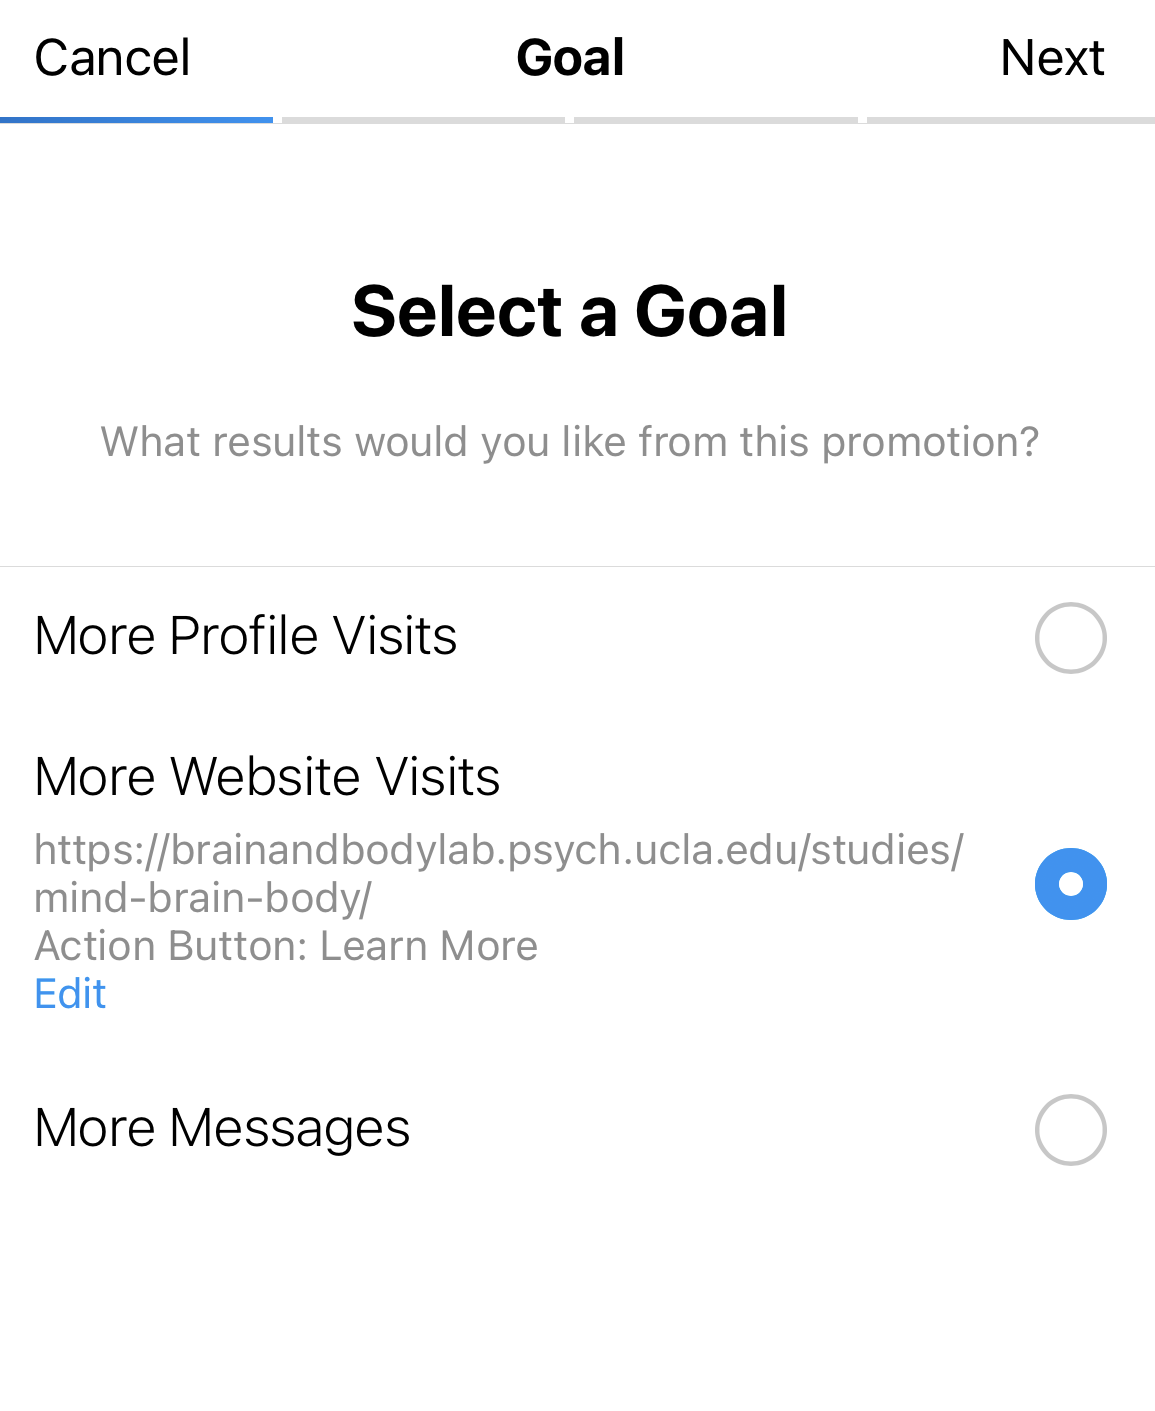 Cancel Goal Next
Select a Goal
What results would you like from this promotion?
More Profile Visits
More Website Visits
https://brainandbodylab.psych.ucla.edu/studies/
mind-brain-body/
Action Button: Learn More
Edit
More Messages